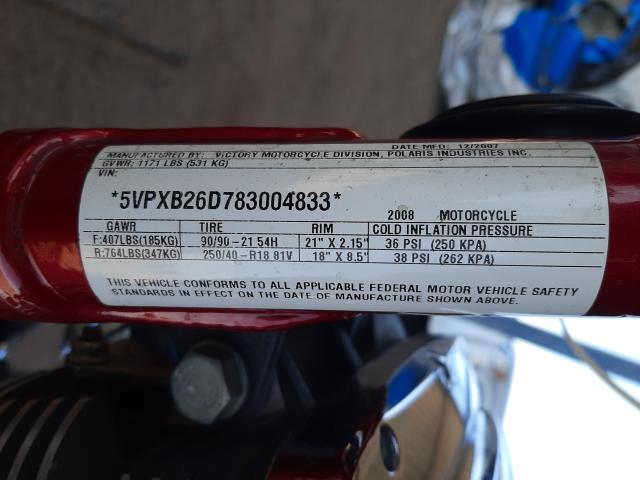 DATE MFD: 12/2007
MANUFACTURED BY: VICTORY MOTORCYCLE DIVISION, POLARIS INDUSTRIES INC.
GVWR: 1171 LBS (531 KG)
VIN:
*5VPXB26D783004833*
2008 MOTORCYCLE
GAWR TIRE RIM COLD INFLATION PRESSURE
F:407LBS(185KG) 90/90-21 54H 21" X 2.15" 36 PSI (250 KPA)
R:764LBS(347KG) 250/40-R18 81V 18" X 8.5" 38 PSI (262 KPA)
THIS VEHICLE CONFORMS TO ALL APPLICABLE FEDERAL MOTOR VEHICLE SAFETY
STANDARDS IN EFFECT ON THE DATE OF MANUFACTURE SHOWN ABOVE.